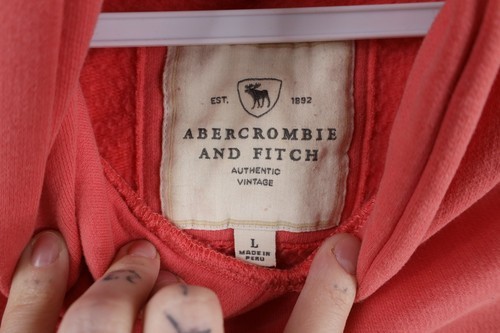 EST. 1892
ABERCROMBIE
AND FITCH
AUTHENTIC
VINTAGE
L
MADE IN
PERU